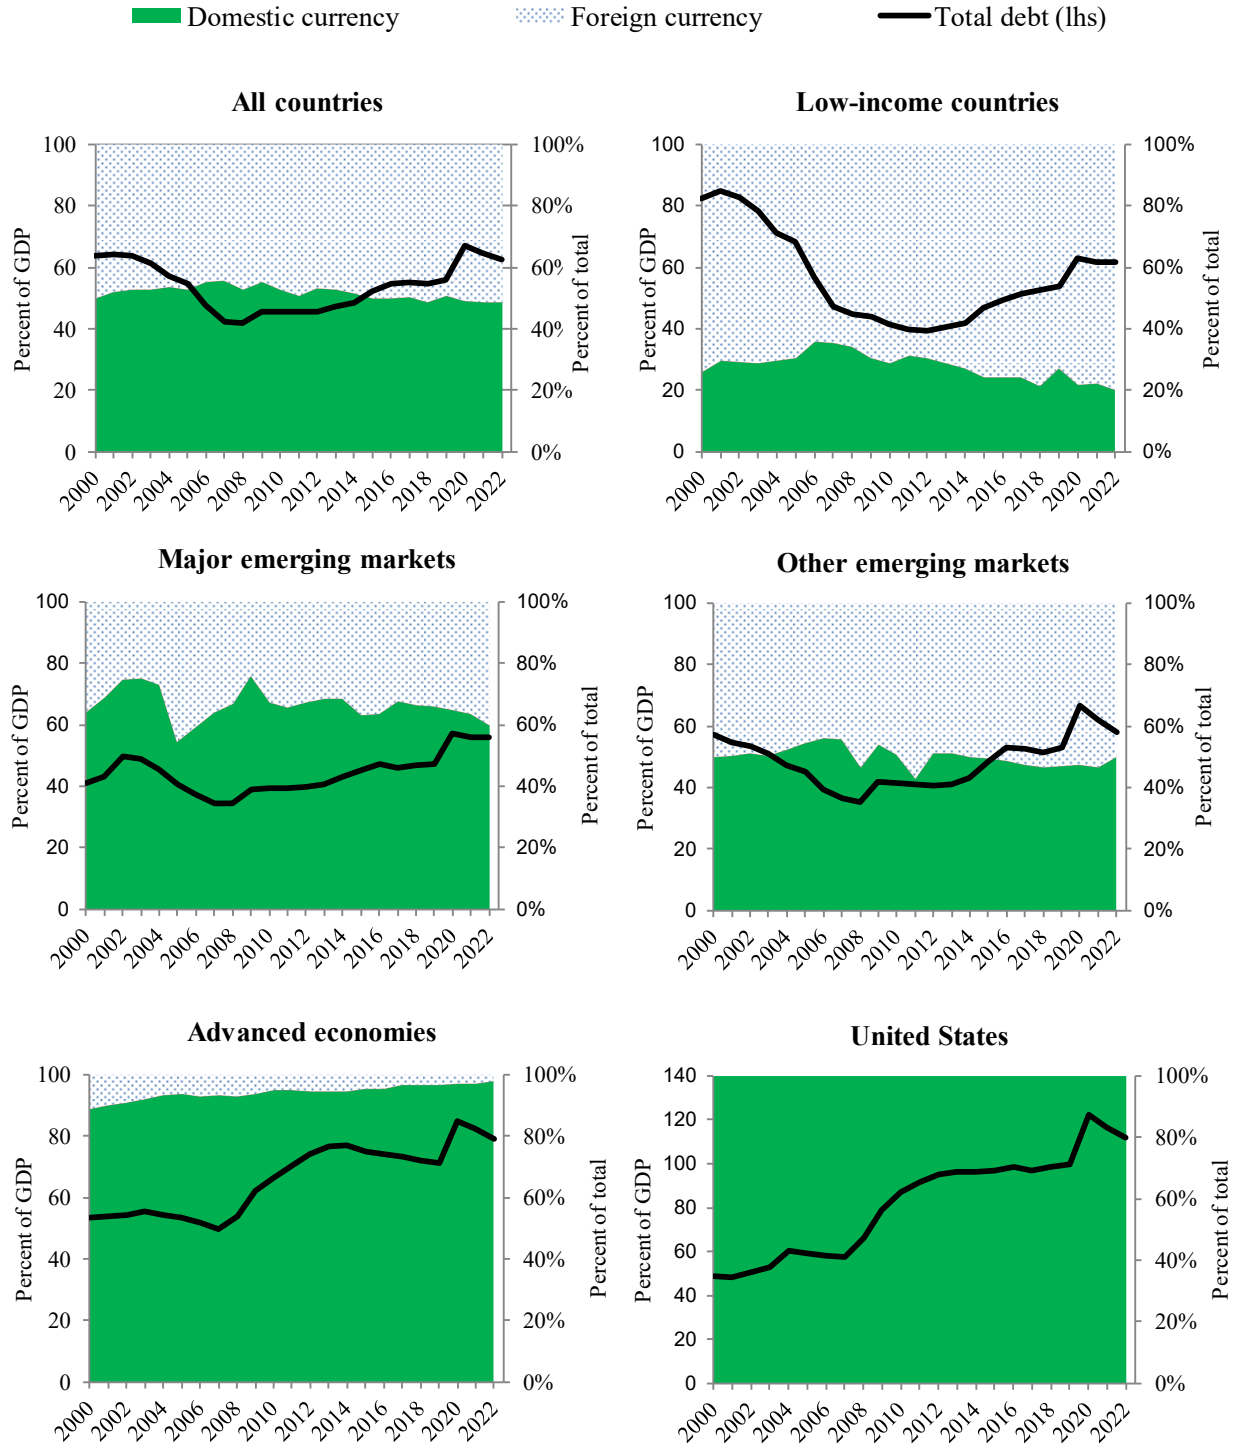 Domestic currency Foreign currency Total debt (lhs)
All countries
Percent of GDP
100
80
60
40
20
0
100%
80%
60%
40%
20%
0%
Percent of total
2000 2002 2004 2006 2008 2010 2012 2014 2016 2018 2020 2022
Low-income countries
Percent of GDP
100
80
60
40
20
0
100%
80%
60%
40%
20%
0%
Percent of total
2000 2002 2004 2006 2008 2010 2012 2014 2016 2018 2020 2022
Major emerging markets
Percent of GDP
100
80
60
40
20
0
100%
80%
60%
40%
20%
0%
Percent of total
2000 2002 2004 2006 2008 2010 2012 2014 2016 2018 2020 2022
Other emerging markets
Percent of GDP
100
80
60
40
20
0
100%
80%
60%
40%
20%
0%
Percent of total
2000 2002 2004 2006 2008 2010 2012 2014 2016 2018 2020 2022
Advanced economies
Percent of GDP
100
80
60
40
20
0
100%
80%
60%
40%
20%
0%
Percent of total
2000 2002 2004 2006 2008 2010 2012 2014 2016 2018 2020 2022
United States
Percent of GDP
140
120
100
80
60
40
20
0
100%
80%
60%
40%
20%
0%
Percent of total
2000 2002 2004 2006 2008 2010 2012 2014 2016 2018 2020 2022